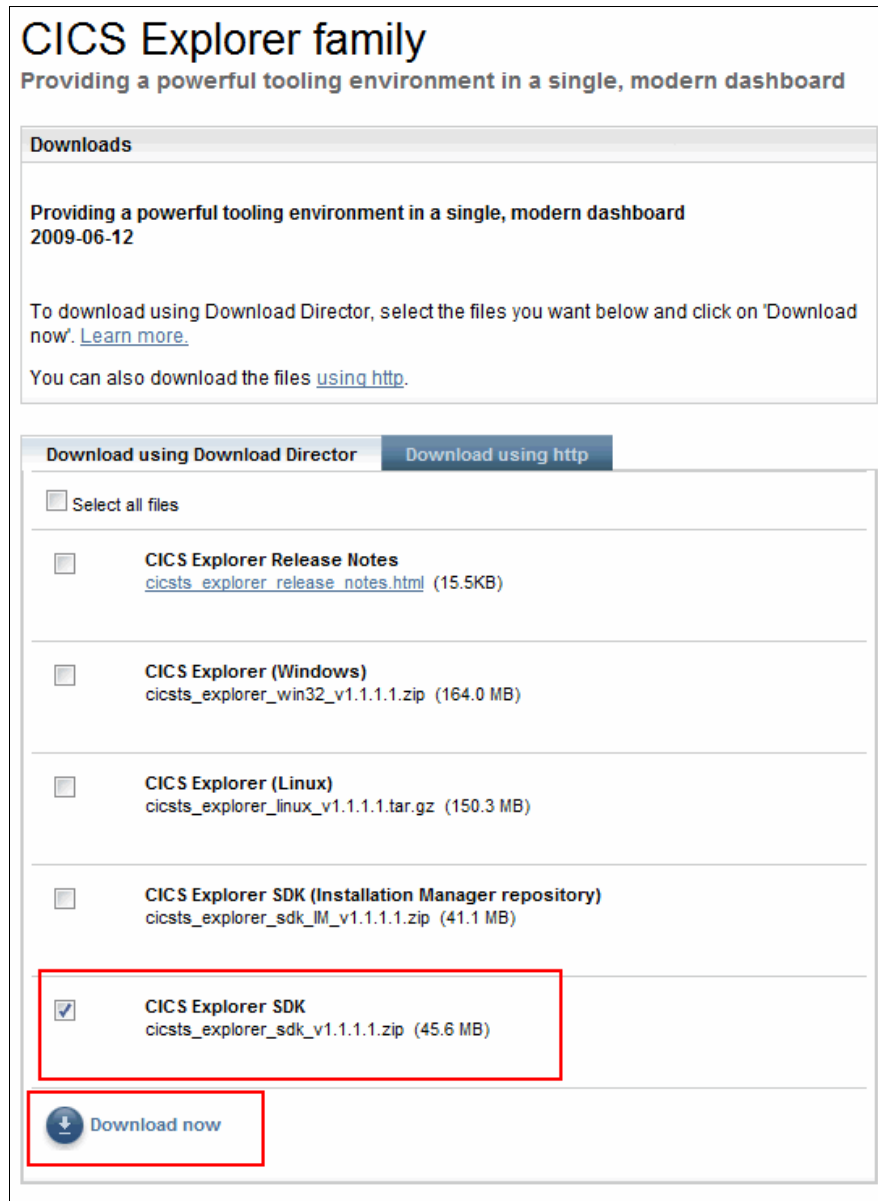 CICS Explorer family
Providing a powerful tooling environment in a single, modern dashboard
Downloads
Providing a powerful tooling environment in a single, modern dashboard
2009-06-12
To download using Download Director, select the files you want below and click on 'Download
now'. Learn more.
You can also download the files using http.
Download using Download Director
Download using http
Select all files
CICS Explorer Release Notes
cicsts_explorer_release_notes.html (15.5KB)
CICS Explorer (Windows)
cicsts_explorer_win32_v1.1.1.1.zip (164.0 MB)
CICS Explorer (Linux)
cicsts_explorer_linux_v1.1.1.1.tar.gz (150.3 MB)
CICS Explorer SDK (Installation Manager repository)
cicsts_explorer_sdk_IM_v1.1.1.1.zip (41.1 MB)
CICS Explorer SDK
cicsts_explorer_sdk_v1.1.1.1.zip (45.6 MB)
Download now